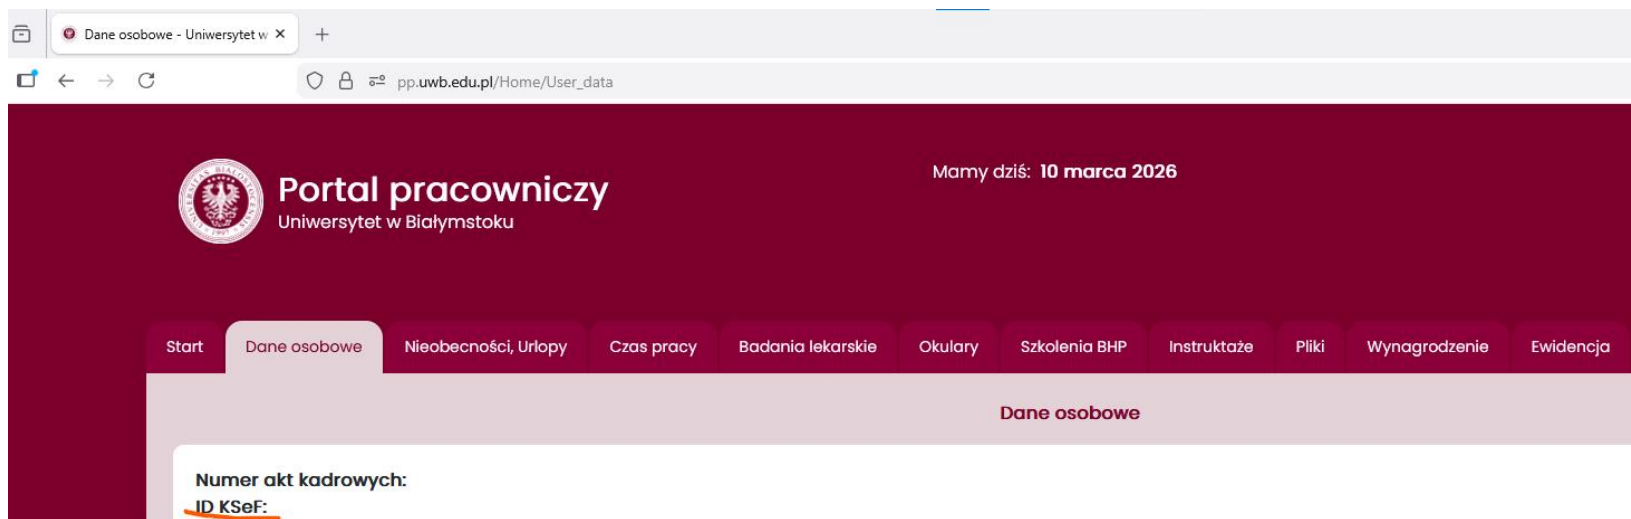 Dane osobowe - Uniwersytet w
pp.uwb.edu.pl/Home/User_data
Portal pracowniczy
Uniwersytet w Białymstoku
Mamy dziś: 10 marca 2026
Start Dane osobowe Nieobecności, Urlopy Czas pracy Badania lekarskie Okulary Szkolenia BHP Instruktaże Pliki Wynagrodzenie Ewidencja
Dane osobowe
Numer akt kadrowych:
ID KSeF: